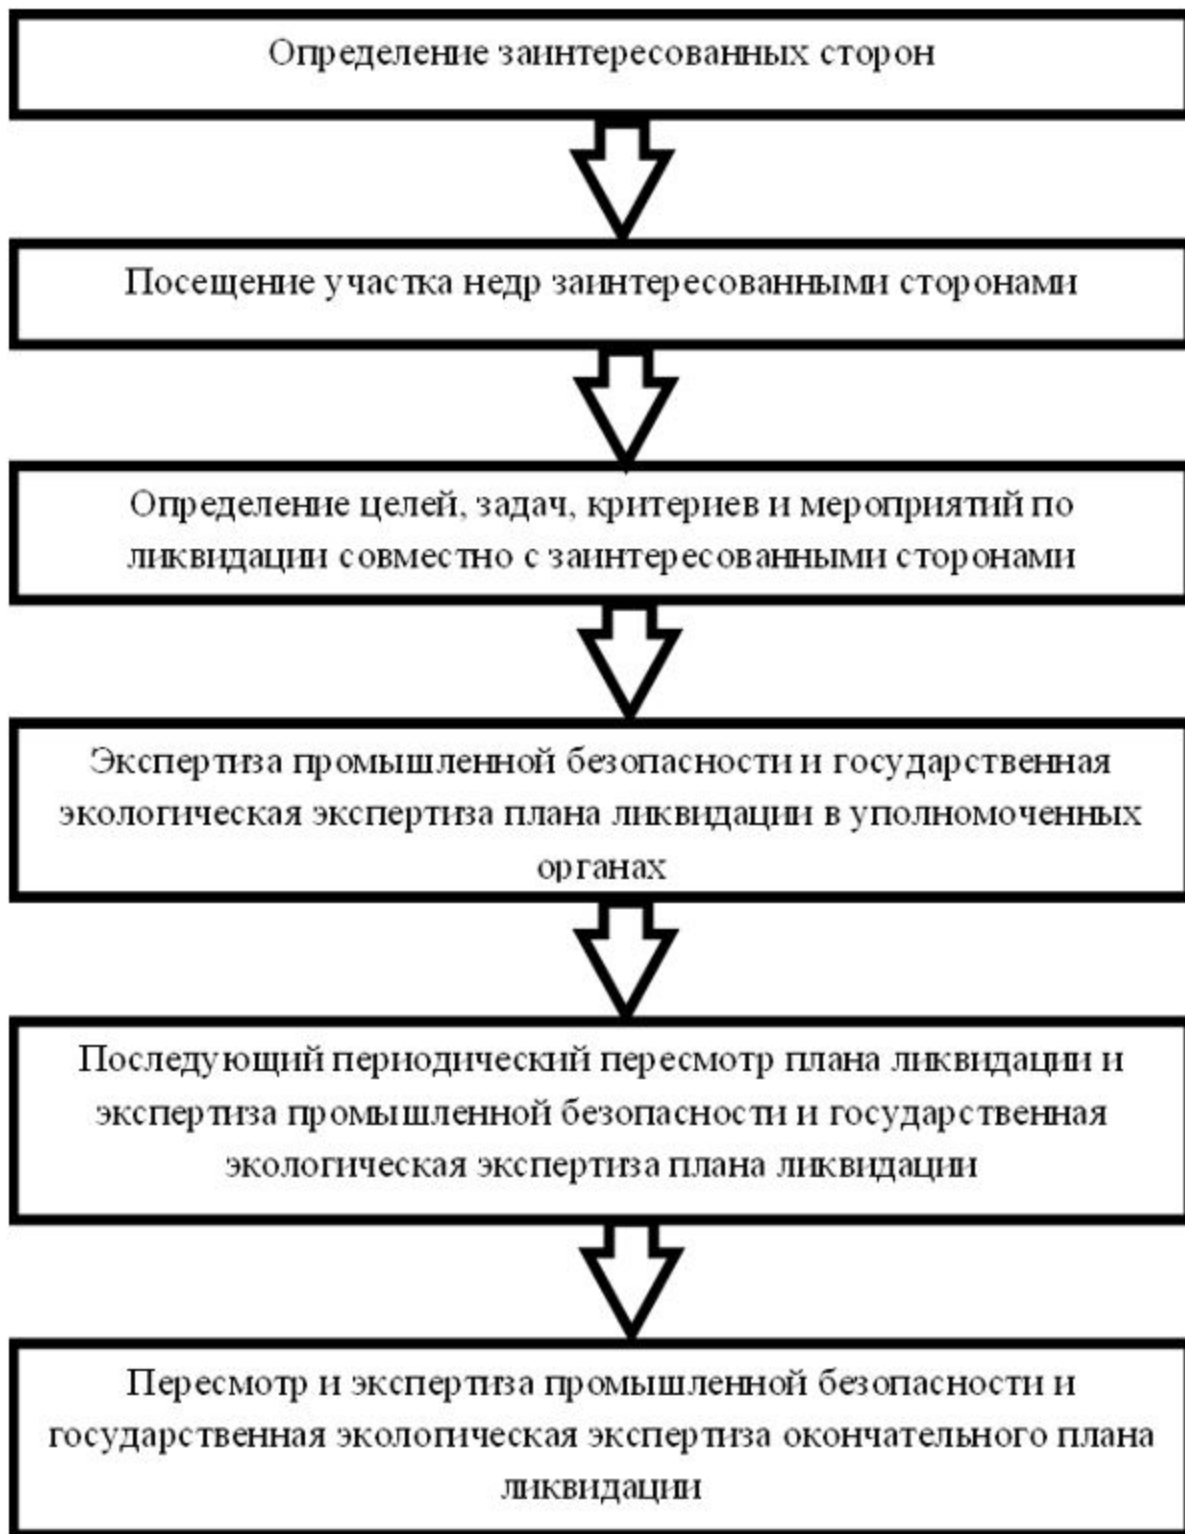 Определение заинтересованных сторон
Посещение участка недр заинтересованными сторонами
Определение целей, задач, критериев и мероприятий по
ликвидации совместно с заинтересованными сторонами
Экспертиза промышленной безопасности и государственная
экологическая экспертиза плана ликвидации в уполномоченных
органах
Последующий периодический пересмотр плана ликвидации и
экспертиза промышленной безопасности и государственная
экологическая экспертиза плана ликвидации
Пересмотр и экспертиза промышленной безопасности и
государственная экологическая экспертиза окончательного плана
ликвидации